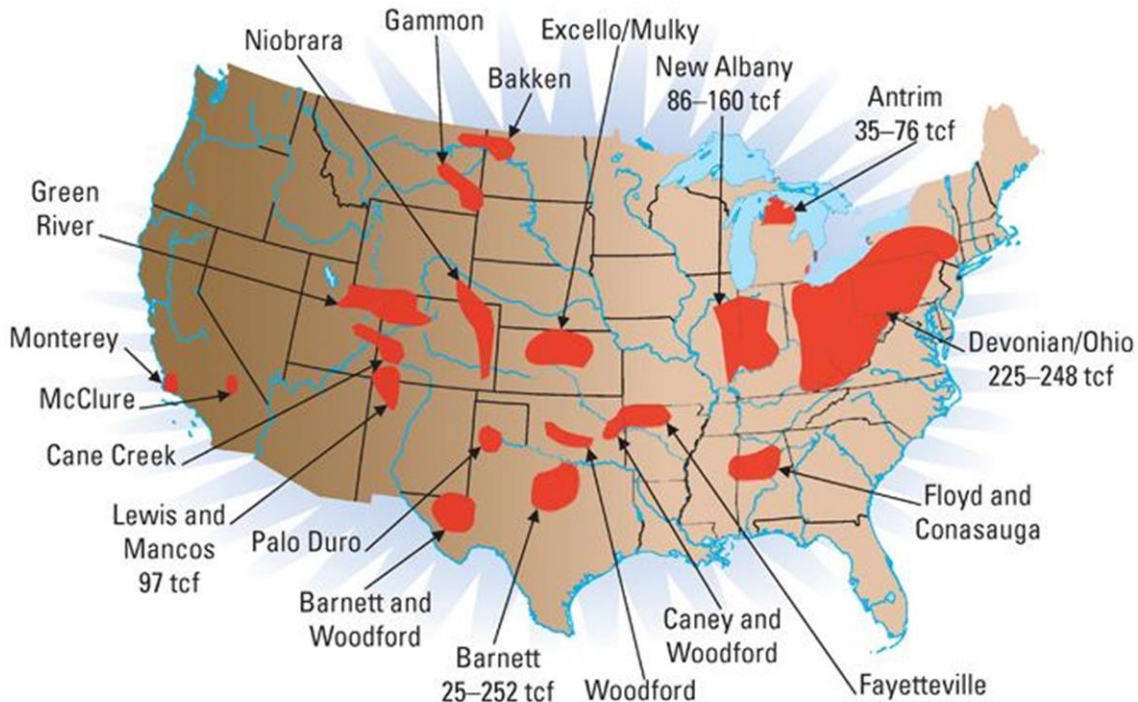 Gammon
Niobrara
Excello/Mulky
Bakken
New Albany
86–160 tcf
Antrim
35–76 tcf
Green
River
Monterey
McClure
Devonian/Ohio
225–248 tcf
Cane Creek
Lewis and
Mancos
97 tcf
Palo Duro
Barnett and
Woodford
Barnett
25–252 tcf
Woodford
Caney and
Woodford
Floyd and
Conasauga
Fayetteville